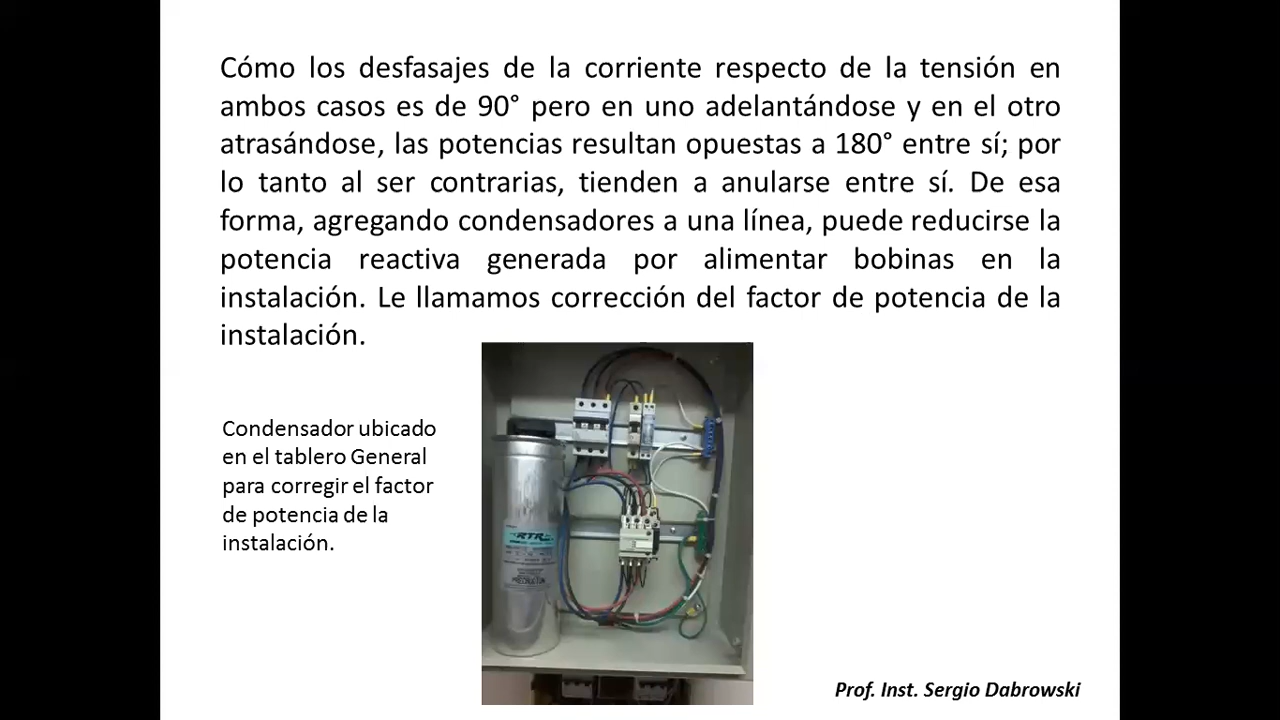 Cómo los desfasajes de la corriente respecto de la tensión en
ambos casos es de 90° pero en uno adelantándose y en el otro
atrasándose, las potencias resultan opuestas a 180° entre sí; por
lo tanto al ser contrarias, tienden a anularse entre sí. De esa
forma, agregando condensadores a una línea, puede reducirse la
potencia reactiva generada por alimentar bobinas en la
instalación. Le llamamos corrección del factor de potencia de la
instalación.
Condensador ubicado
en el tablero General
para corregir el factor
de potencia de la
instalación.
RTR
Prof. Inst. Sergio Dabrowski